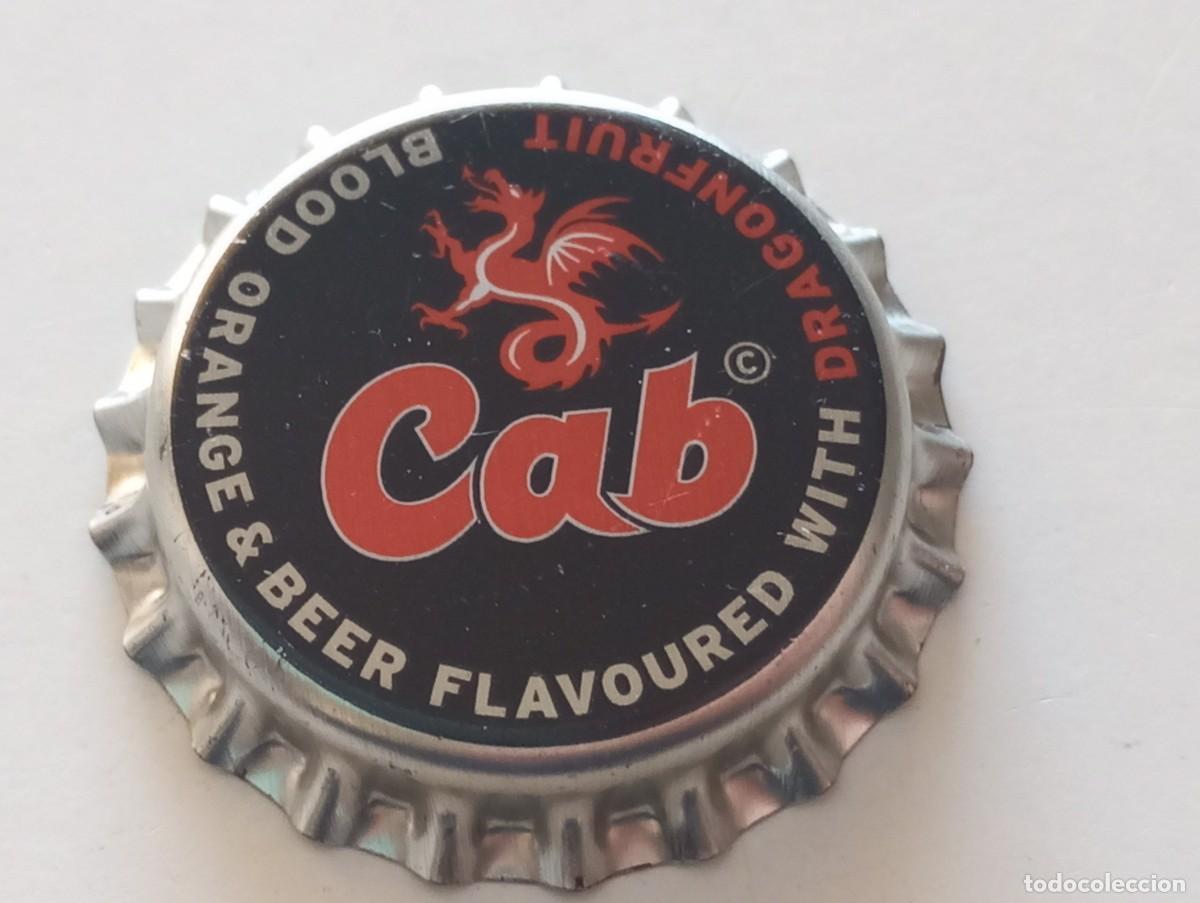 BLOOD ORANGE & BEER FLAVOURED WITH DRAGONFRUIT
Cab ©
todocoleccion